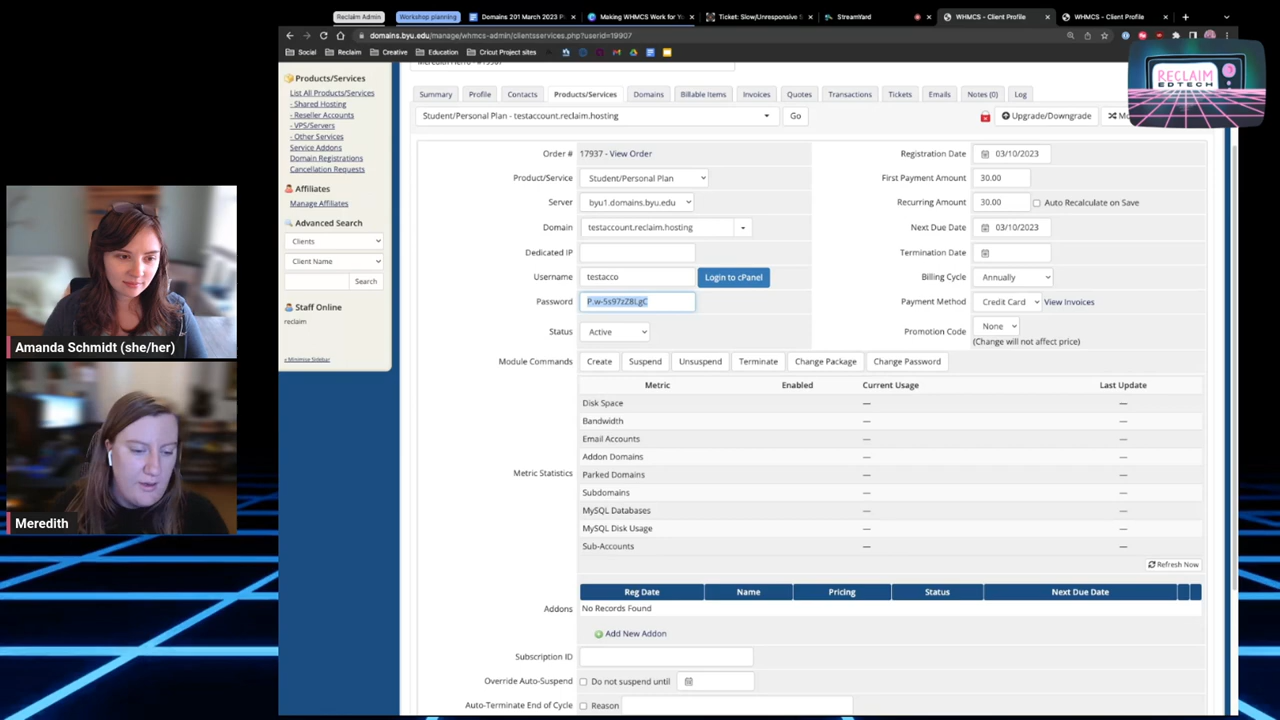 Reclaim Admin
Workshop planning
Domains 201 March 2023 P
Making WHMCS Work for Y
Ticket: Slow/Unresponsive S
StreamYard
WHMCS - Client Profile
WHMCS - Client Profile
domains.byu.edu/manage/whmcs-admin/clientsservices.php?userid=19907
Social
Reclaim
Creative
Education
Cricut Project sites
RECLAIM
EDTECH
Products/Services
List All Products/Services
- Shared Hosting
- Reseller Accounts
- VPS/Servers
- Other Services
Service Addons
Domain Registrations
Cancellation Requests
Affiliates
Manage Affiliates
Advanced Search
Clients
Client Name
Search
Staff Online
reclaim
« Minimise Sidebar
Summary
Profile
Contacts
Products/Services
Domains
Billable Items
Invoices
Quotes
Transactions
Tickets
Emails
Notes (0)
Log
Student/Personal Plan - testaccount.reclaim.hosting
Go
Upgrade/Downgrade
Order # 17937 - View Order
Registration Date 03/10/2023
Product/Service Student/Personal Plan
First Payment Amount 30.00
Server byu1.domains.byu.edu
Recurring Amount 30.00 Auto Recalculate on Save
Domain testaccount.reclaim.hosting
Next Due Date 03/10/2023
Dedicated IP
Termination Date
Username testacco Login to cPanel
Billing Cycle Annually
Password
Payment Method Credit Card View Invoices
Status Active
Promotion Code None
(Change will not affect price)
Module Commands Create Suspend Unsuspend Terminate Change Package Change Password
Metric Enabled Current Usage Last Update
Disk Space — —
Bandwidth — —
Email Accounts — —
Addon Domains — —
Metric Statistics
Parked Domains — —
Subdomains — —
MySQL Databases — —
MySQL Disk Usage — —
Sub-Accounts — —
Refresh Now
Reg Date Name Pricing Status Next Due Date
Addons No Records Found
Add New Addon
Subscription ID
Override Auto-Suspend Do not suspend until
Auto-Terminate End of Cycle Reason
Amanda Schmidt (she/her)
Meredith